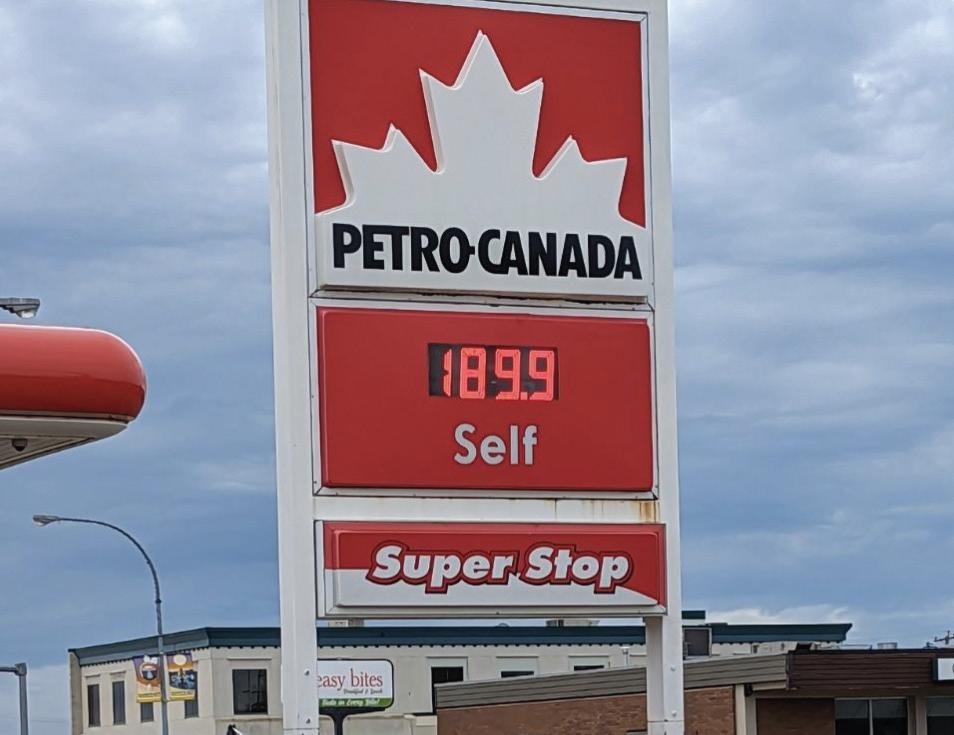 PETRO-CANADA
189.9
Self
Super Stop
easy bites